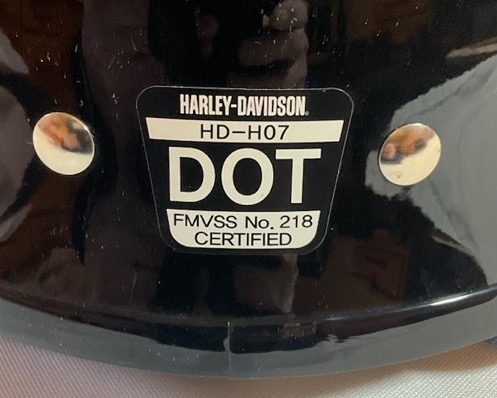 HARLEY-DAVIDSON
HD-H07
DOT
FMVSS No. 218
CERTIFIED